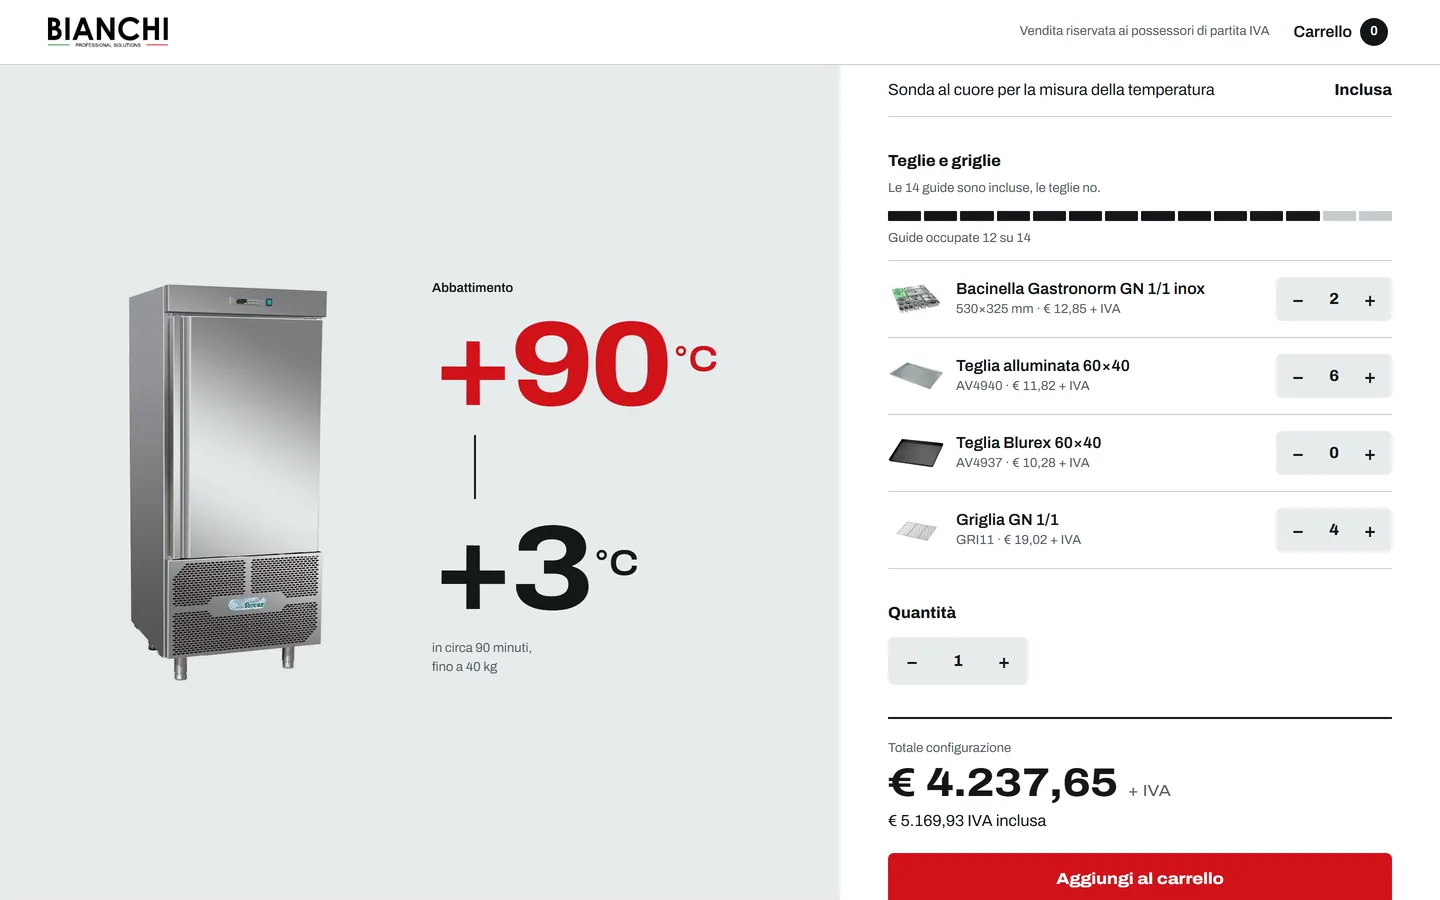 BIANCHI
PROFESSIONAL SOLUTIONS
Vendita riservata ai possessori di partita IVA
Carrello 0
Sonda al cuore per la misura della temperatura
Inclusa
Abbattimento
+90 °C
+3 °C
in circa 90 minuti,
fino a 40 kg
Teglie e griglie
Le 14 guide sono incluse, le teglie no.
Guide occupate 12 su 14
Bacinella Gastronorm GN 1/1 inox
530×325 mm · € 12,85 + IVA
− 2 +
Teglia alluminata 60×40
AV4940 · € 11,82 + IVA
− 6 +
Teglia Blurex 60×40
AV4937 · € 10,28 + IVA
− 0 +
Griglia GN 1/1
GRI11 · € 19,02 + IVA
− 4 +
Quantità
− 1 +
Totale configurazione
€ 4.237,65 + IVA
€ 5.169,93 IVA inclusa
Aggiungi al carrello